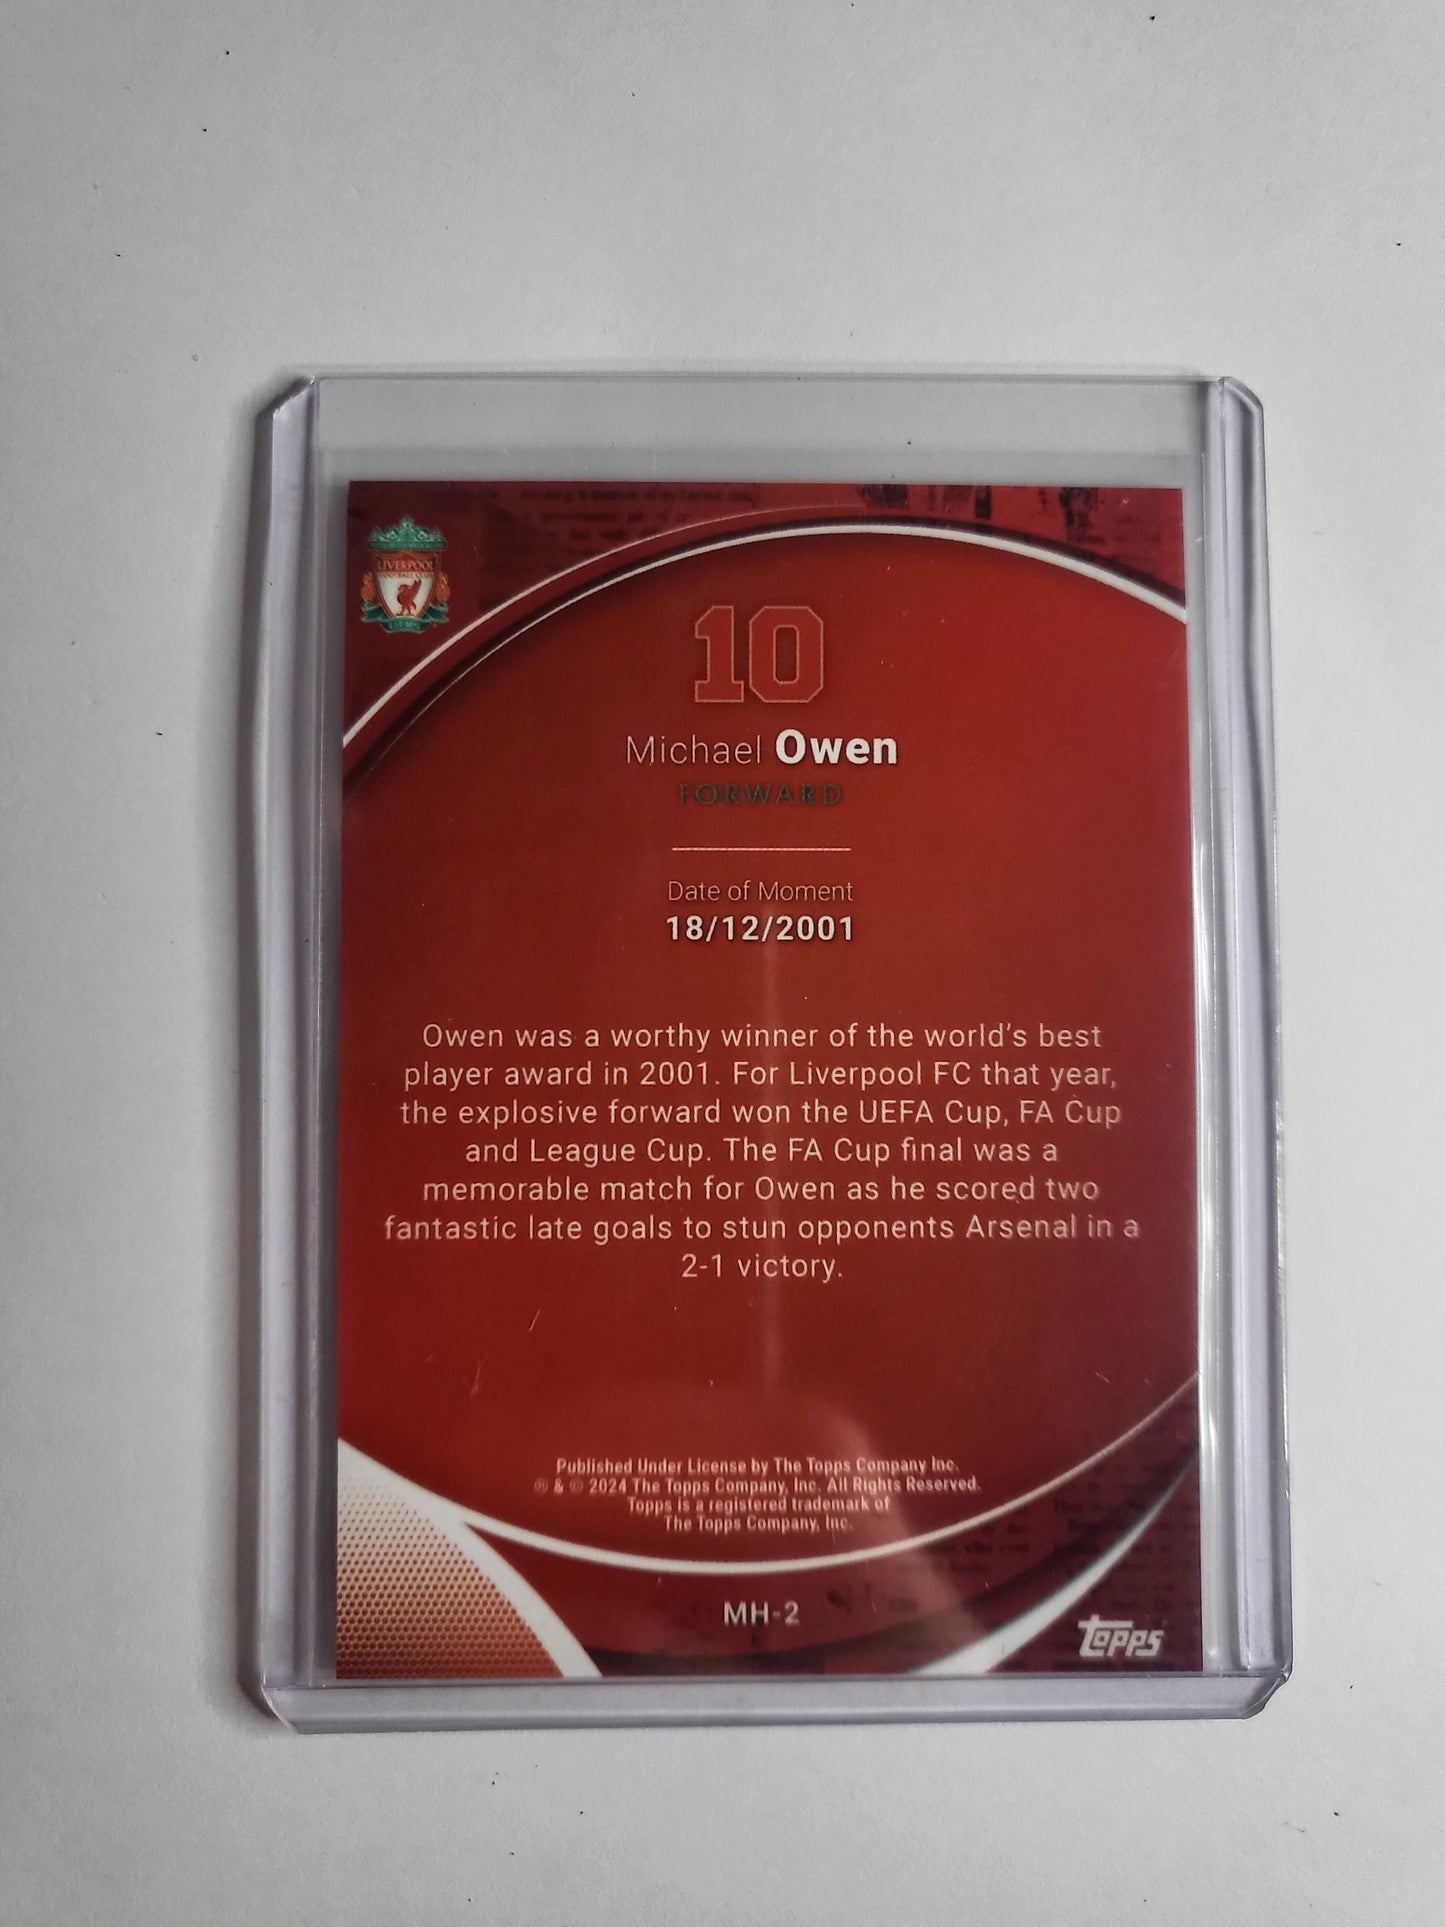 LIVERPOOL
FOOTBALL CLUB
10
Michael Owen
FORWARD
Date of Moment
18/12/2001
Owen was a worthy winner of the world's best
player award in 2001. For Liverpool FC that year,
the explosive forward won the UEFA Cup, FA Cup
and League Cup. The FA Cup final was a
memorable match for Owen as he scored two
fantastic late goals to stun opponents Arsenal in a
2-1 victory.
Published Under License by The Topps Company Inc.
® & © 2024 The Topps Company, Inc. All Rights Reserved.
Topps is a registered trademark of
The Topps Company, Inc.
MH-2
Topps